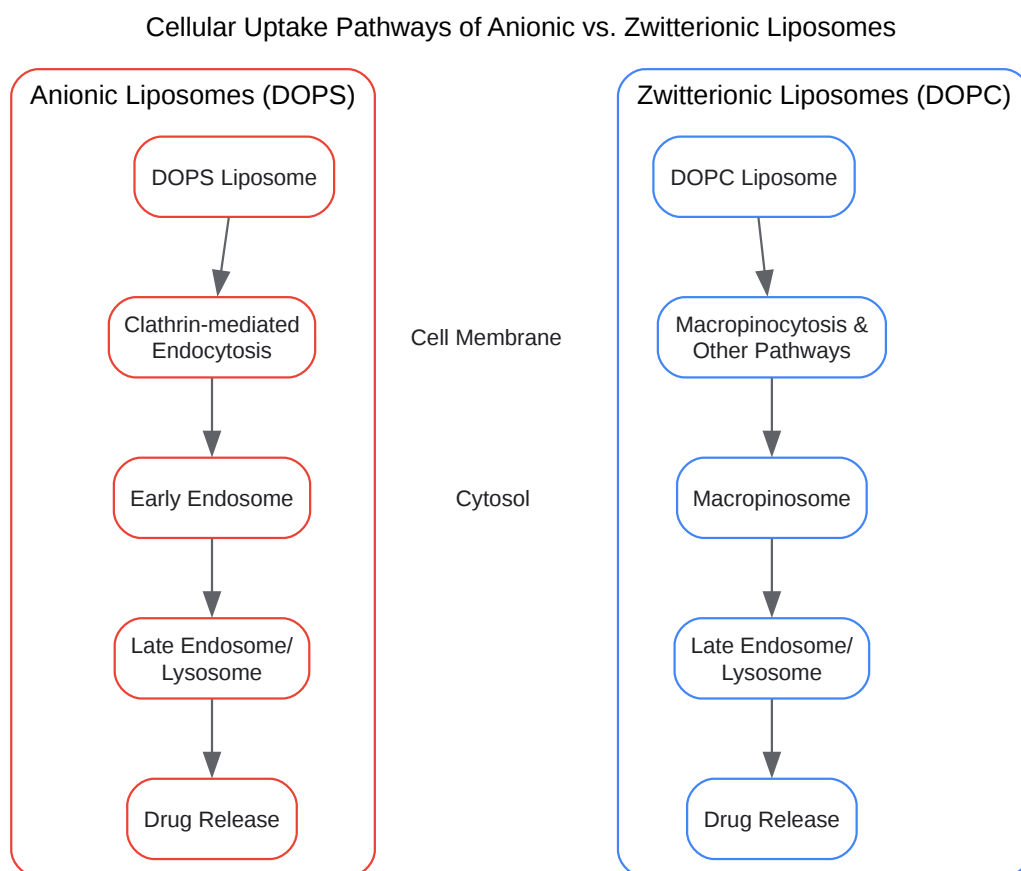 Cellular Uptake Pathways of Anionic vs. Zwitterionic Liposomes
Anionic Liposomes (DOPS)
DOPS Liposome
Clathrin-mediated
Endocytosis
Early Endosome
Late Endosome/
Lysosome
Drug Release
Cell Membrane
Cytosol
Zwitterionic Liposomes (DOPC)
DOPC Liposome
Macropinocytosis &
Other Pathways
Macropinosome
Late Endosome/
Lysosome
Drug Release